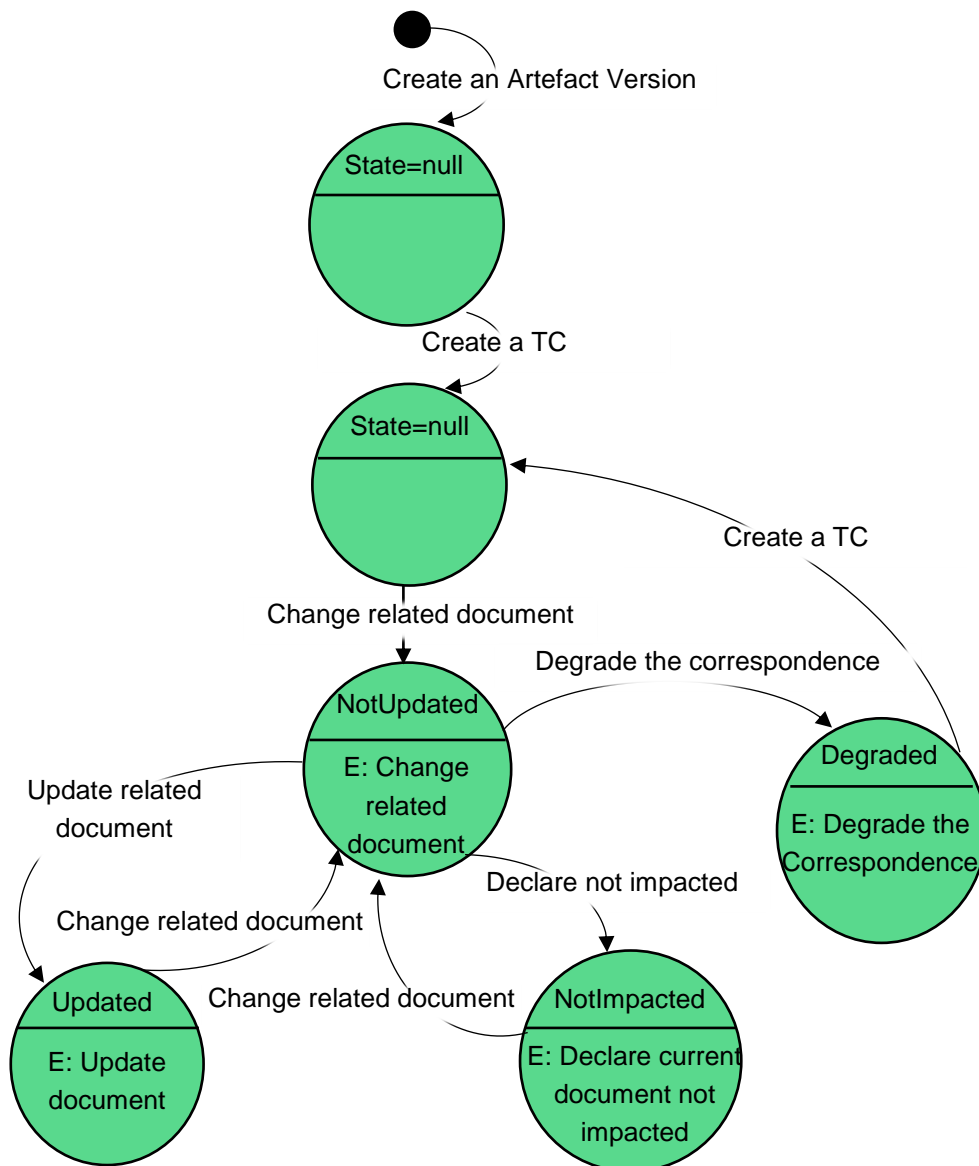 Create an Artefact Version
State=null
Create a TC
State=null
Create a TC
Change related document
Degrade the correspondence
NotUpdated
E: Change
related
document
Degraded
E: Degrade the
Correspondence
Update related
document
Declare not impacted
Change related document
Updated
E: Update
document
Change related document
NotImpacted
E: Declare current
document not
impacted